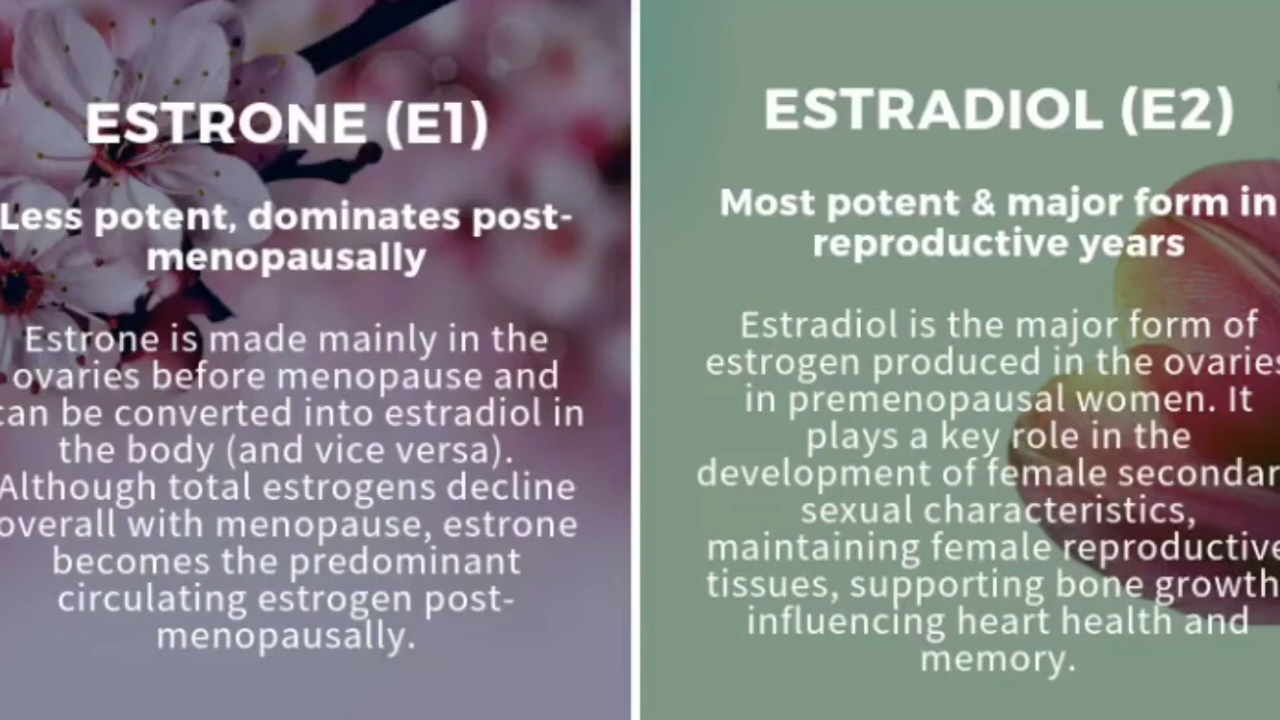 ESTRONE (E1)
Less potent, dominates post-
menopausally
Estrone is made mainly in the
ovaries before menopause and
can be converted into estradiol in
the body (and vice versa).
Although total estrogens decline
overall with menopause, estrone
becomes the predominant
circulating estrogen post-
menopausally.
ESTRADIOL (E2)
Most potent & major form in
reproductive years
Estradiol is the major form of
estrogen produced in the ovaries
in premenopausal women. It
plays a key role in the
development of female secondar
sexual characteristics,
maintaining female reproductive
tissues, supporting bone growth,
influencing heart health and
memory.